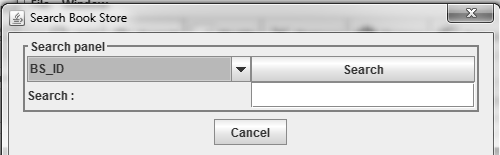 File Window
Search Book Store
Search panel
BS_ID
Search
Search :
Cancel